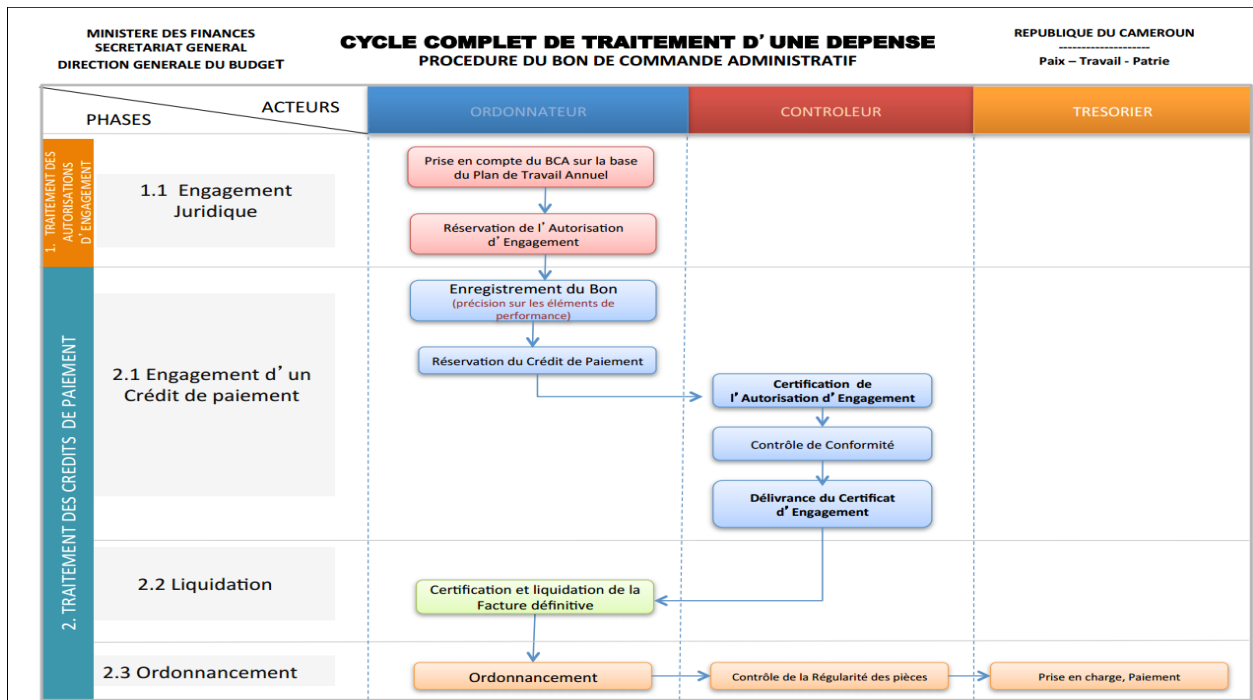 MINISTERE DES FINANCES
SECRETARIAT GENERAL
DIRECTION GENERALE DU BUDGET
CYCLE COMPLET DE TRAITEMENT D'UNE DEPENSE
PROCEDURE DU BON DE COMMANDE ADMINISTRATIF
REPUBLIQUE DU CAMEROUN
--------------------
Paix – Travail - Patrie
ACTEURS
PHASES
ORDONNATEUR
CONTROLEUR
TRESORIER
1. TRAITEMENT DES
AUTORISATIONS
D'ENGAGEMENT
1.1 Engagement
Juridique
Prise en compte du BCA sur la base
du Plan de Travail Annuel
Réservation de l'Autorisation
d'Engagement
2. TRAITEMENT DES CREDITS DE PAIEMENT
2.1 Engagement d'un
Crédit de paiement
Enregistrement du Bon
(précision sur les éléments de
performance)
Réservation du Crédit de Paiement
Certification de
l'Autorisation d'Engagement
Contrôle de Conformité
Délivrance du Certificat
d'Engagement
2.2 Liquidation
Certification et liquidation de la
Facture définitive
2.3 Ordonnancement
Ordonnancement
Contrôle de la Régularité des pièces
Prise en charge, Paiement